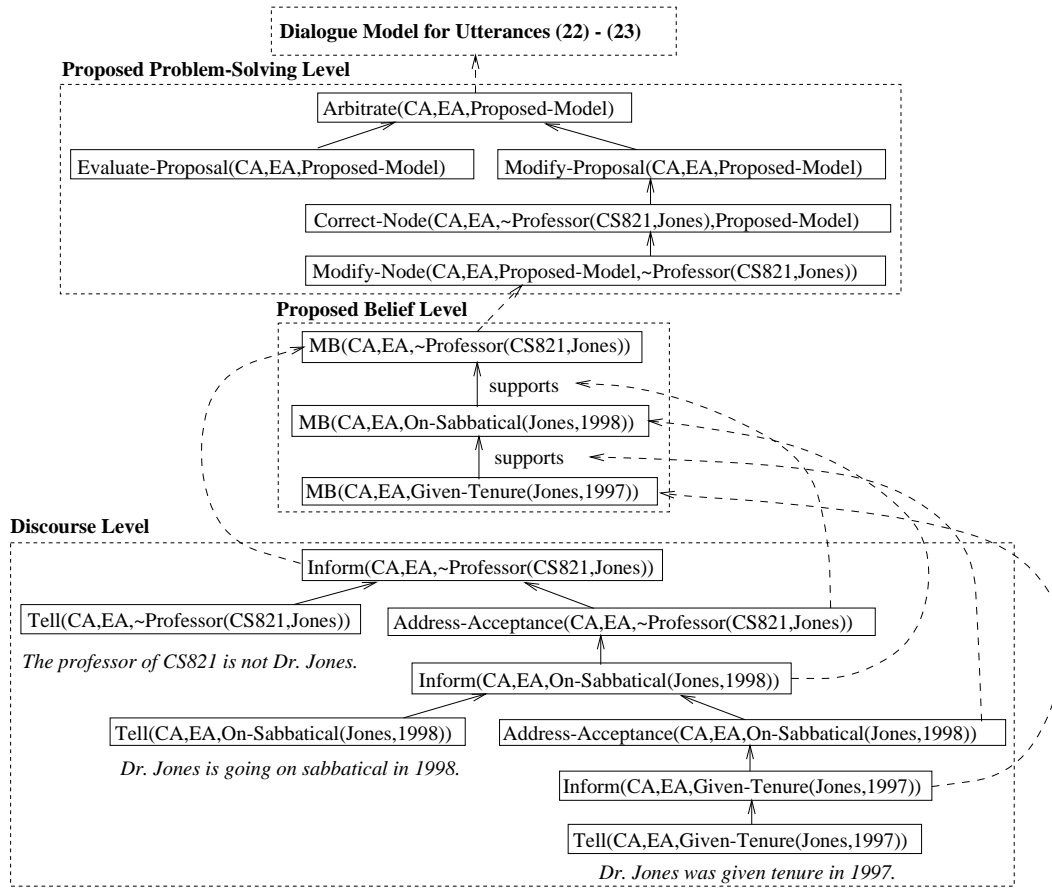 Dialogue Model for Utterances (22) - (23)
Proposed Problem-Solving Level
Arbitrate(CA,EA,Proposed-Model)
Evaluate-Proposal(CA,EA,Proposed-Model)
Modify-Proposal(CA,EA,Proposed-Model)
Correct-Node(CA,EA,~Professor(CS821,Jones),Proposed-Model)
Modify-Node(CA,EA,Proposed-Model,~Professor(CS821,Jones))
Proposed Belief Level
MB(CA,EA,~Professor(CS821,Jones))
supports
MB(CA,EA,On-Sabbatical(Jones,1998))
supports
MB(CA,EA,Given-Tenure(Jones,1997))
Discourse Level
Inform(CA,EA,~Professor(CS821,Jones))
Tell(CA,EA,~Professor(CS821,Jones))
Address-Acceptance(CA,EA,~Professor(CS821,Jones))
The professor of CS821 is not Dr. Jones.
Inform(CA,EA,On-Sabbatical(Jones,1998))
Tell(CA,EA,On-Sabbatical(Jones,1998))
Address-Acceptance(CA,EA,On-Sabbatical(Jones,1998))
Dr. Jones is going on sabbatical in 1998.
Inform(CA,EA,Given-Tenure(Jones,1997))
Tell(CA,EA,Given-Tenure(Jones,1997))
Dr. Jones was given tenure in 1997.